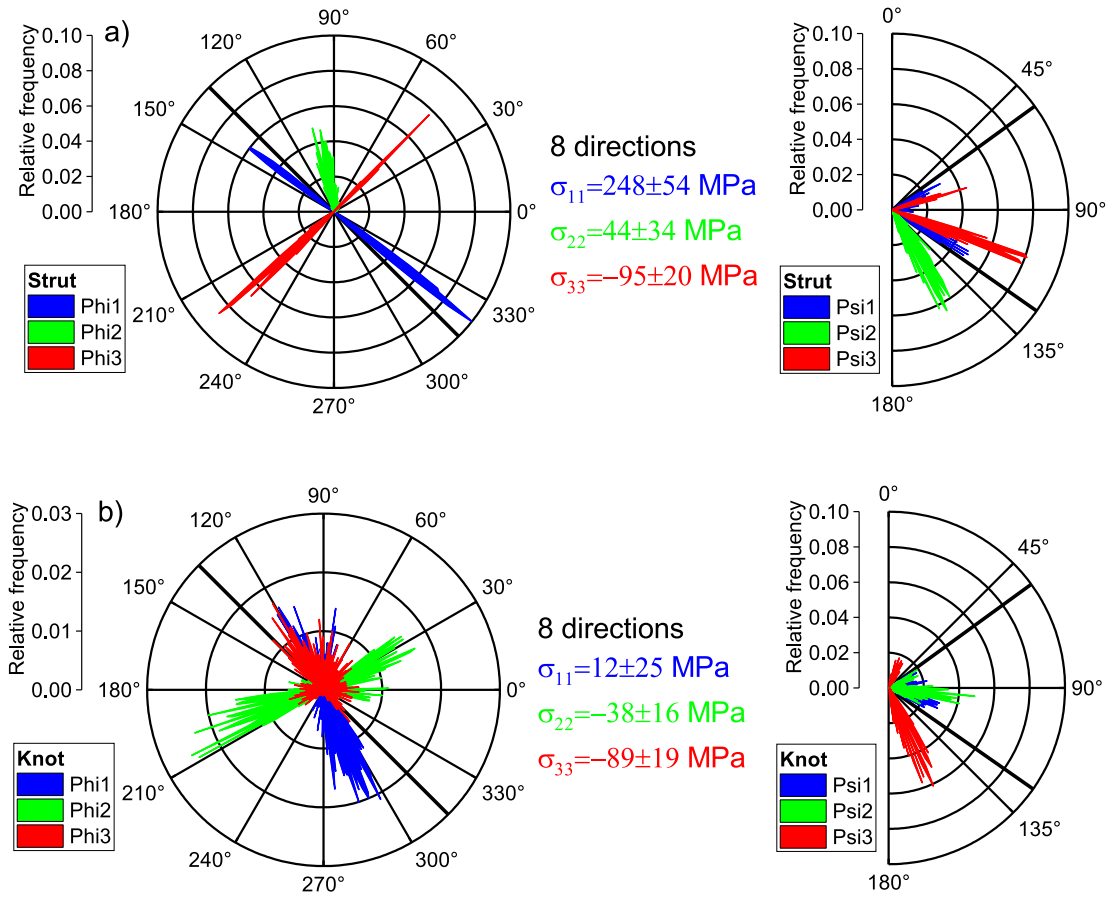 a)
Relative frequency
0.10
0.08
0.06
0.04
0.02
0.00
90°
120°
60°
150°
30°
180°
0°
210°
330°
240°
300°
270°
Strut
Phi1
Phi2
Phi3
8 directions
σ11=248±54 MPa
σ22=44±34 MPa
σ33=−95±20 MPa
Relative frequency
0.10
0.08
0.06
0.04
0.02
0.00
0°
45°
90°
135°
180°
Strut
Psi1
Psi2
Psi3
b)
Relative frequency
0.03
0.02
0.01
0.00
90°
120°
60°
150°
30°
180°
0°
210°
330°
240°
300°
270°
Knot
Phi1
Phi2
Phi3
8 directions
σ11=12±25 MPa
σ22=−38±16 MPa
σ33=−89±19 MPa
Relative frequency
0.10
0.08
0.06
0.04
0.02
0.00
0°
45°
90°
135°
180°
Knot
Psi1
Psi2
Psi3